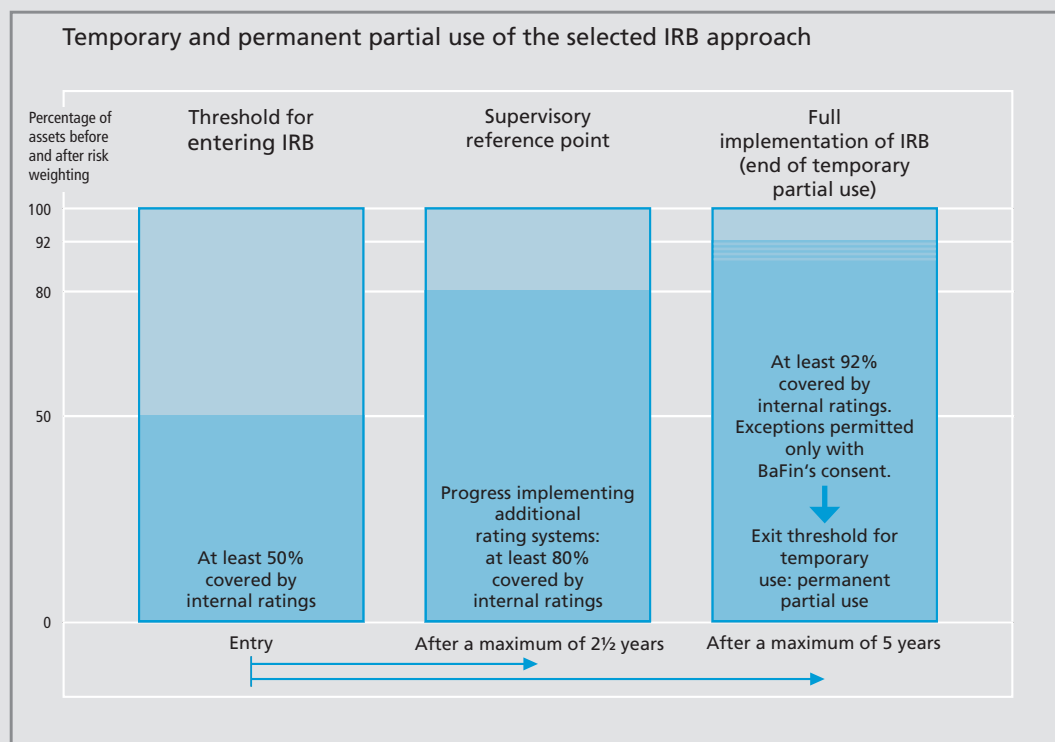 Temporary and permanent partial use of the selected IRB approach
Percentage of
assets before
and after risk
weighting
Threshold for
entering IRB
Supervisory
reference point
Full
implementation of IRB
(end of temporary
partial use)
100
92
80
50
0
At least 50%
covered by
internal ratings
Progress implementing
additional
rating systems:
at least 80%
covered by
internal ratings
At least 92%
covered by
internal ratings.
Exceptions permitted
only with
BaFin‘s consent.
Exit threshold for
temporary
use: permanent
partial use
Entry
After a maximum of 2½ years
After a maximum of 5 years